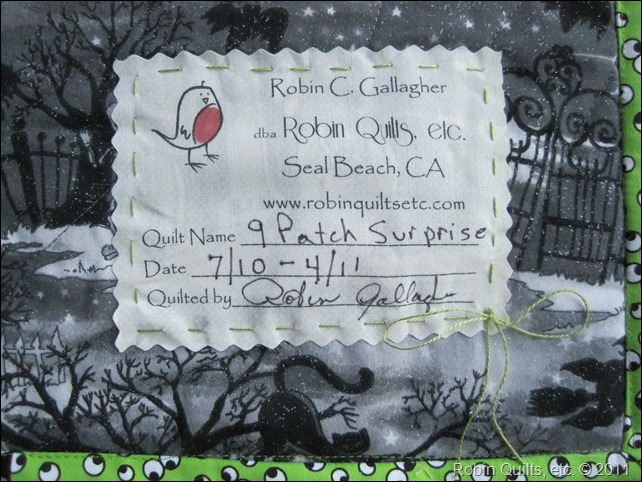 Robin C. Gallagher
dba Robin Quilts, etc.
Seal Beach, CA
www.robinquiltsetc.com
Quilt Name 9 Patch Surprise
Date 7/10 - 4/11
Quilted by Robin Gallagher
Robin Quilts, etc. © 2011